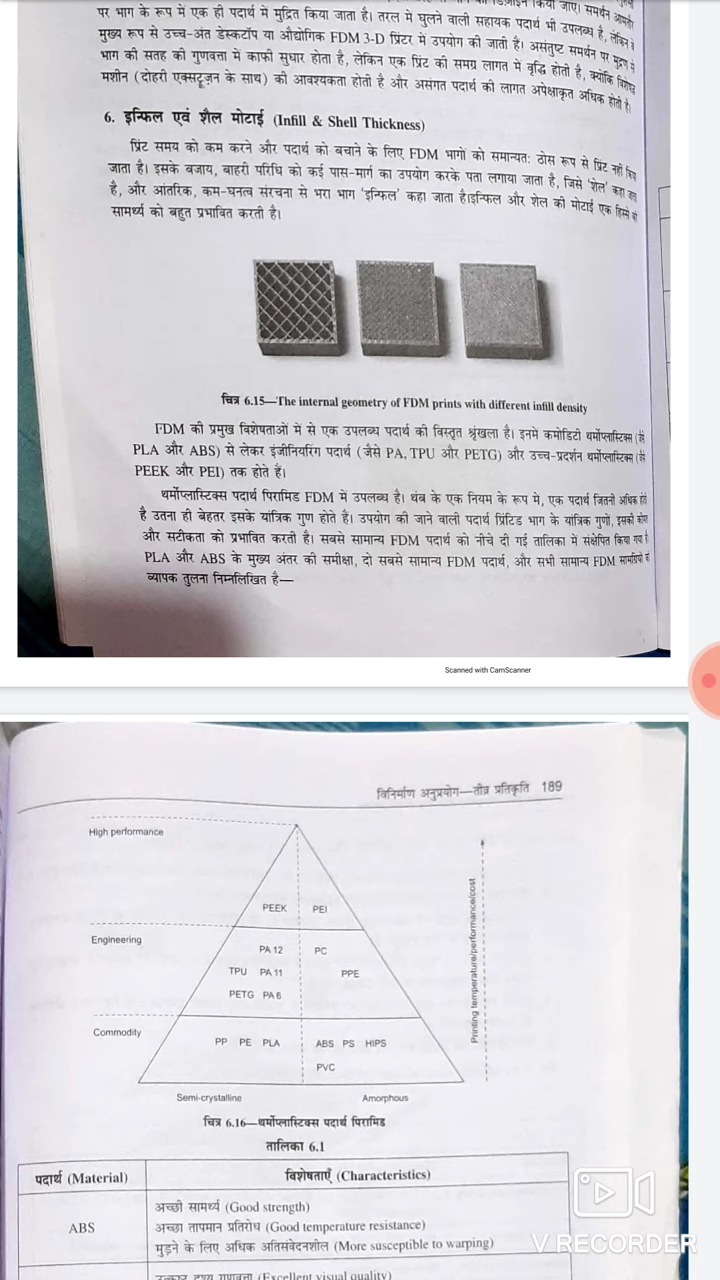 पर भाग के रूप में एक ही पदार्थ में मुद्रित किया जाता है। तरल में घुलने वाली सहायक पदार्थ भी उपलब्ध है, लेकिन
मुख्य रूप से उच्च-अंत डेस्कटॉप या औद्योगिक FDM 3-D प्रिंटर में उपयोग की जाती है। असंतुष्ट समर्थन पर मुद्रण
भाग की सतह की गुणवत्ता में काफी सुधार होता है, लेकिन एक प्रिंट की समग्र लागत में वृद्धि होती है, क्योंकि विशेष
मशीन (दोहरी एक्सट्रूज़न के साथ) की आवश्यकता होती है और असंगत पदार्थ की लागत अपेक्षाकृत अधिक होती है।
6. इन्फिल एवं शैल मोटाई (Infill & Shell Thickness)
प्रिंट समय को कम करने और पदार्थ को बचाने के लिए FDM भागों को सामान्यत: ठोस रूप से प्रिंट नहीं किया
जाता है। इसके बजाय, बाहरी परिधि को कई पास-मार्ग का उपयोग करके पता लगाया जाता है, जिसे 'शेल' कहा जाता
है, और आंतरिक, कम-घनत्व संरचना से भरा भाग 'इन्फिल' कहा जाता है।इन्फिल और शेल की मोटाई एक हिस्से की
सामर्थ्य को बहुत प्रभावित करती है।
चित्र 6.15—The internal geometry of FDM prints with different infill density
FDM की प्रमुख विशेषताओं में से एक उपलब्ध पदार्थ की विस्तृत श्रृंखला है। इनमें कमोडिटी थर्मोप्लास्टिक्स (जैसे
PLA और ABS) से लेकर इंजीनियरिंग पदार्थ (जैसे PA, TPU और PETG) और उच्च-प्रदर्शन थर्मोप्लास्टिक्स (जैसे
PEEK और PEI) तक होते हैं।
थर्मोप्लास्टिक्स पदार्थ पिरामिड FDM में उपलब्ध है। थंब के एक नियम के रूप में, एक पदार्थ जितनी अधिक होते
है उतना ही बेहतर इसके यांत्रिक गुण होते है। उपयोग की जाने वाली पदार्थ प्रिंटिड भाग के यांत्रिक गुणों, इसकी
और सटीकता को प्रभावित करती है। सबसे सामान्य FDM पदार्थ को नीचे दी गई तालिका में संक्षेपित किया गया है
PLA और ABS के मुख्य अंतर की समीक्षा, दो सबसे सामान्य FDM पदार्थ, और सभी सामान्य FDM सामग्रियो
व्यापक तुलना निम्नलिखित है—
Scanned with CamScanner
विनिर्माण अनुप्रयोग—तीव्र प्रतिकृति 189
High performance
PEEK PEI
Engineering
PA 12 PC
TPU PA 11 PPE
PETG PA 6
Commodity
PP PE PLA ABS PS HIPS
PVC
Semi-crystalline Amorphous
Printing temperature/performance/cost
चित्र 6.16—थर्मोप्लास्टिक्स पदार्थ पिरामिड
तालिका 6.1
पदार्थ (Material) विशेषताएँ (Characteristics)
अच्छी सामर्थ्य (Good strength)
ABS अच्छा तापमान प्रतिरोध (Good temperature resistance)
मुड़ने के लिए अधिक अतिसंवेदनशील (More susceptible to warping)
(Excellent visual quality)
V RECORDER